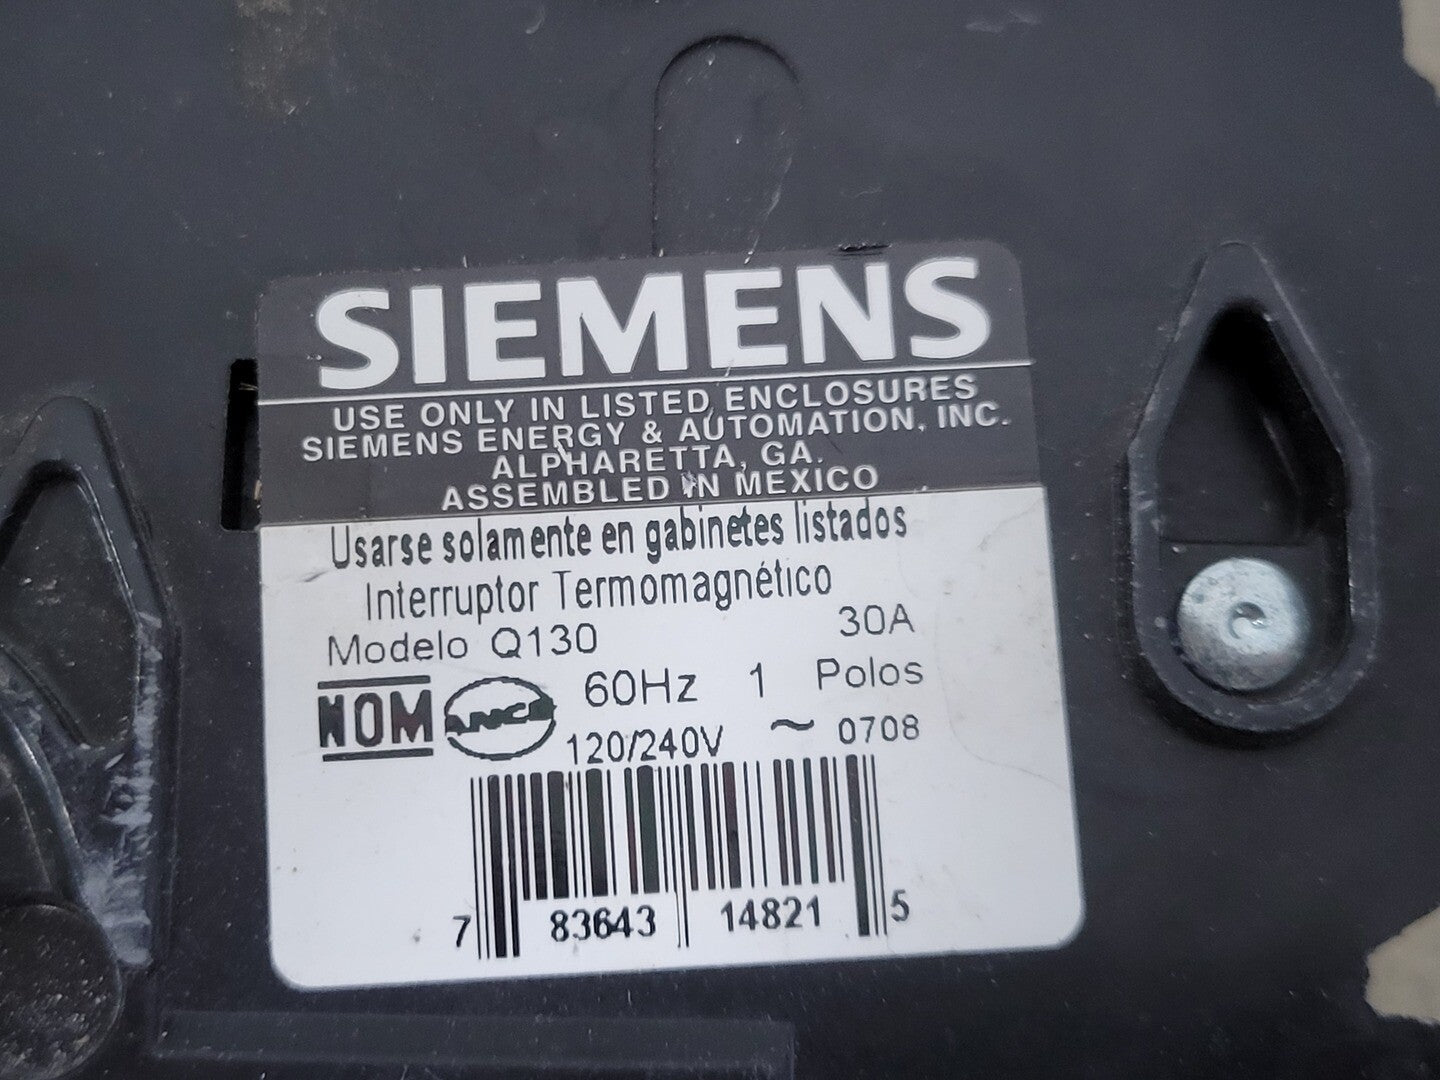 SIEMENS
USE ONLY IN LISTED ENCLOSURES
SIEMENS ENERGY & AUTOMATION, INC.
ALPHARETTA, GA.
ASSEMBLED IN MEXICO
Usarse solamente en gabinetes listados
Interruptor Termomagnético
Modelo Q130 30A
NOM ANCE 60Hz 1 Polos
120/240V ~ 0708
7 83643 14821 5